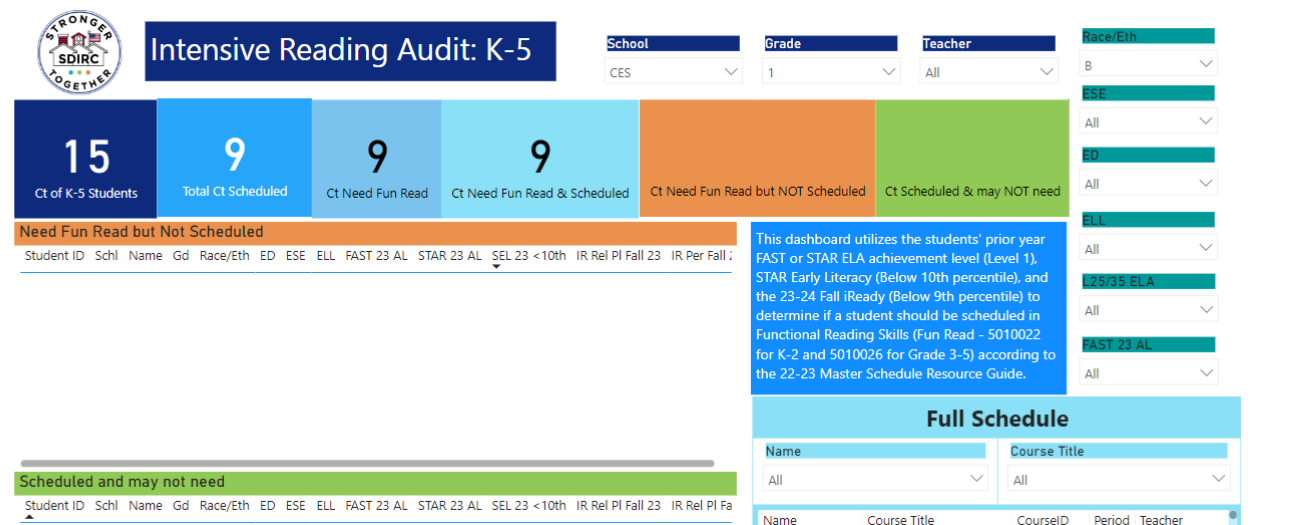 STRONGER
SDIRC
TOGETHER
Intensive Reading Audit: K-5
School
CES
Grade
1
Teacher
All
Race/Eth
B
ESE
All
ED
All
ELL
All
L25/35 ELA
All
FAST 23 AL
All
15
Ct of K-5 Students
9
Total Ct Scheduled
9
Ct Need Fun Read
9
Ct Need Fun Read & Scheduled
Ct Need Fun Read but NOT Scheduled
Ct Scheduled & may NOT need
Need Fun Read but Not Scheduled
Student ID Schl Name Gd Race/Eth ED ESE ELL FAST 23 AL STAR 23 AL SEL 23 <10th IR Rel Pl Fall 23 IR Per Fall
This dashboard utilizes the students' prior year
FAST or STAR ELA achievement level (Level 1),
STAR Early Literacy (Below 10th percentile), and
the 23-24 Fall iReady (Below 9th percentile) to
determine if a student should be scheduled in
Functional Reading Skills (Fun Read - 5010022
for K-2 and 5010026 for Grade 3-5) according to
the 22-23 Master Schedule Resource Guide.
Full Schedule
Name
All
Course Title
All
Name Course Title CourseID Period Teacher
Scheduled and may not need
Student ID Schl Name Gd Race/Eth ED ESE ELL FAST 23 AL STAR 23 AL SEL 23 <10th IR Rel Pl Fall 23 IR Rel Pl Fa